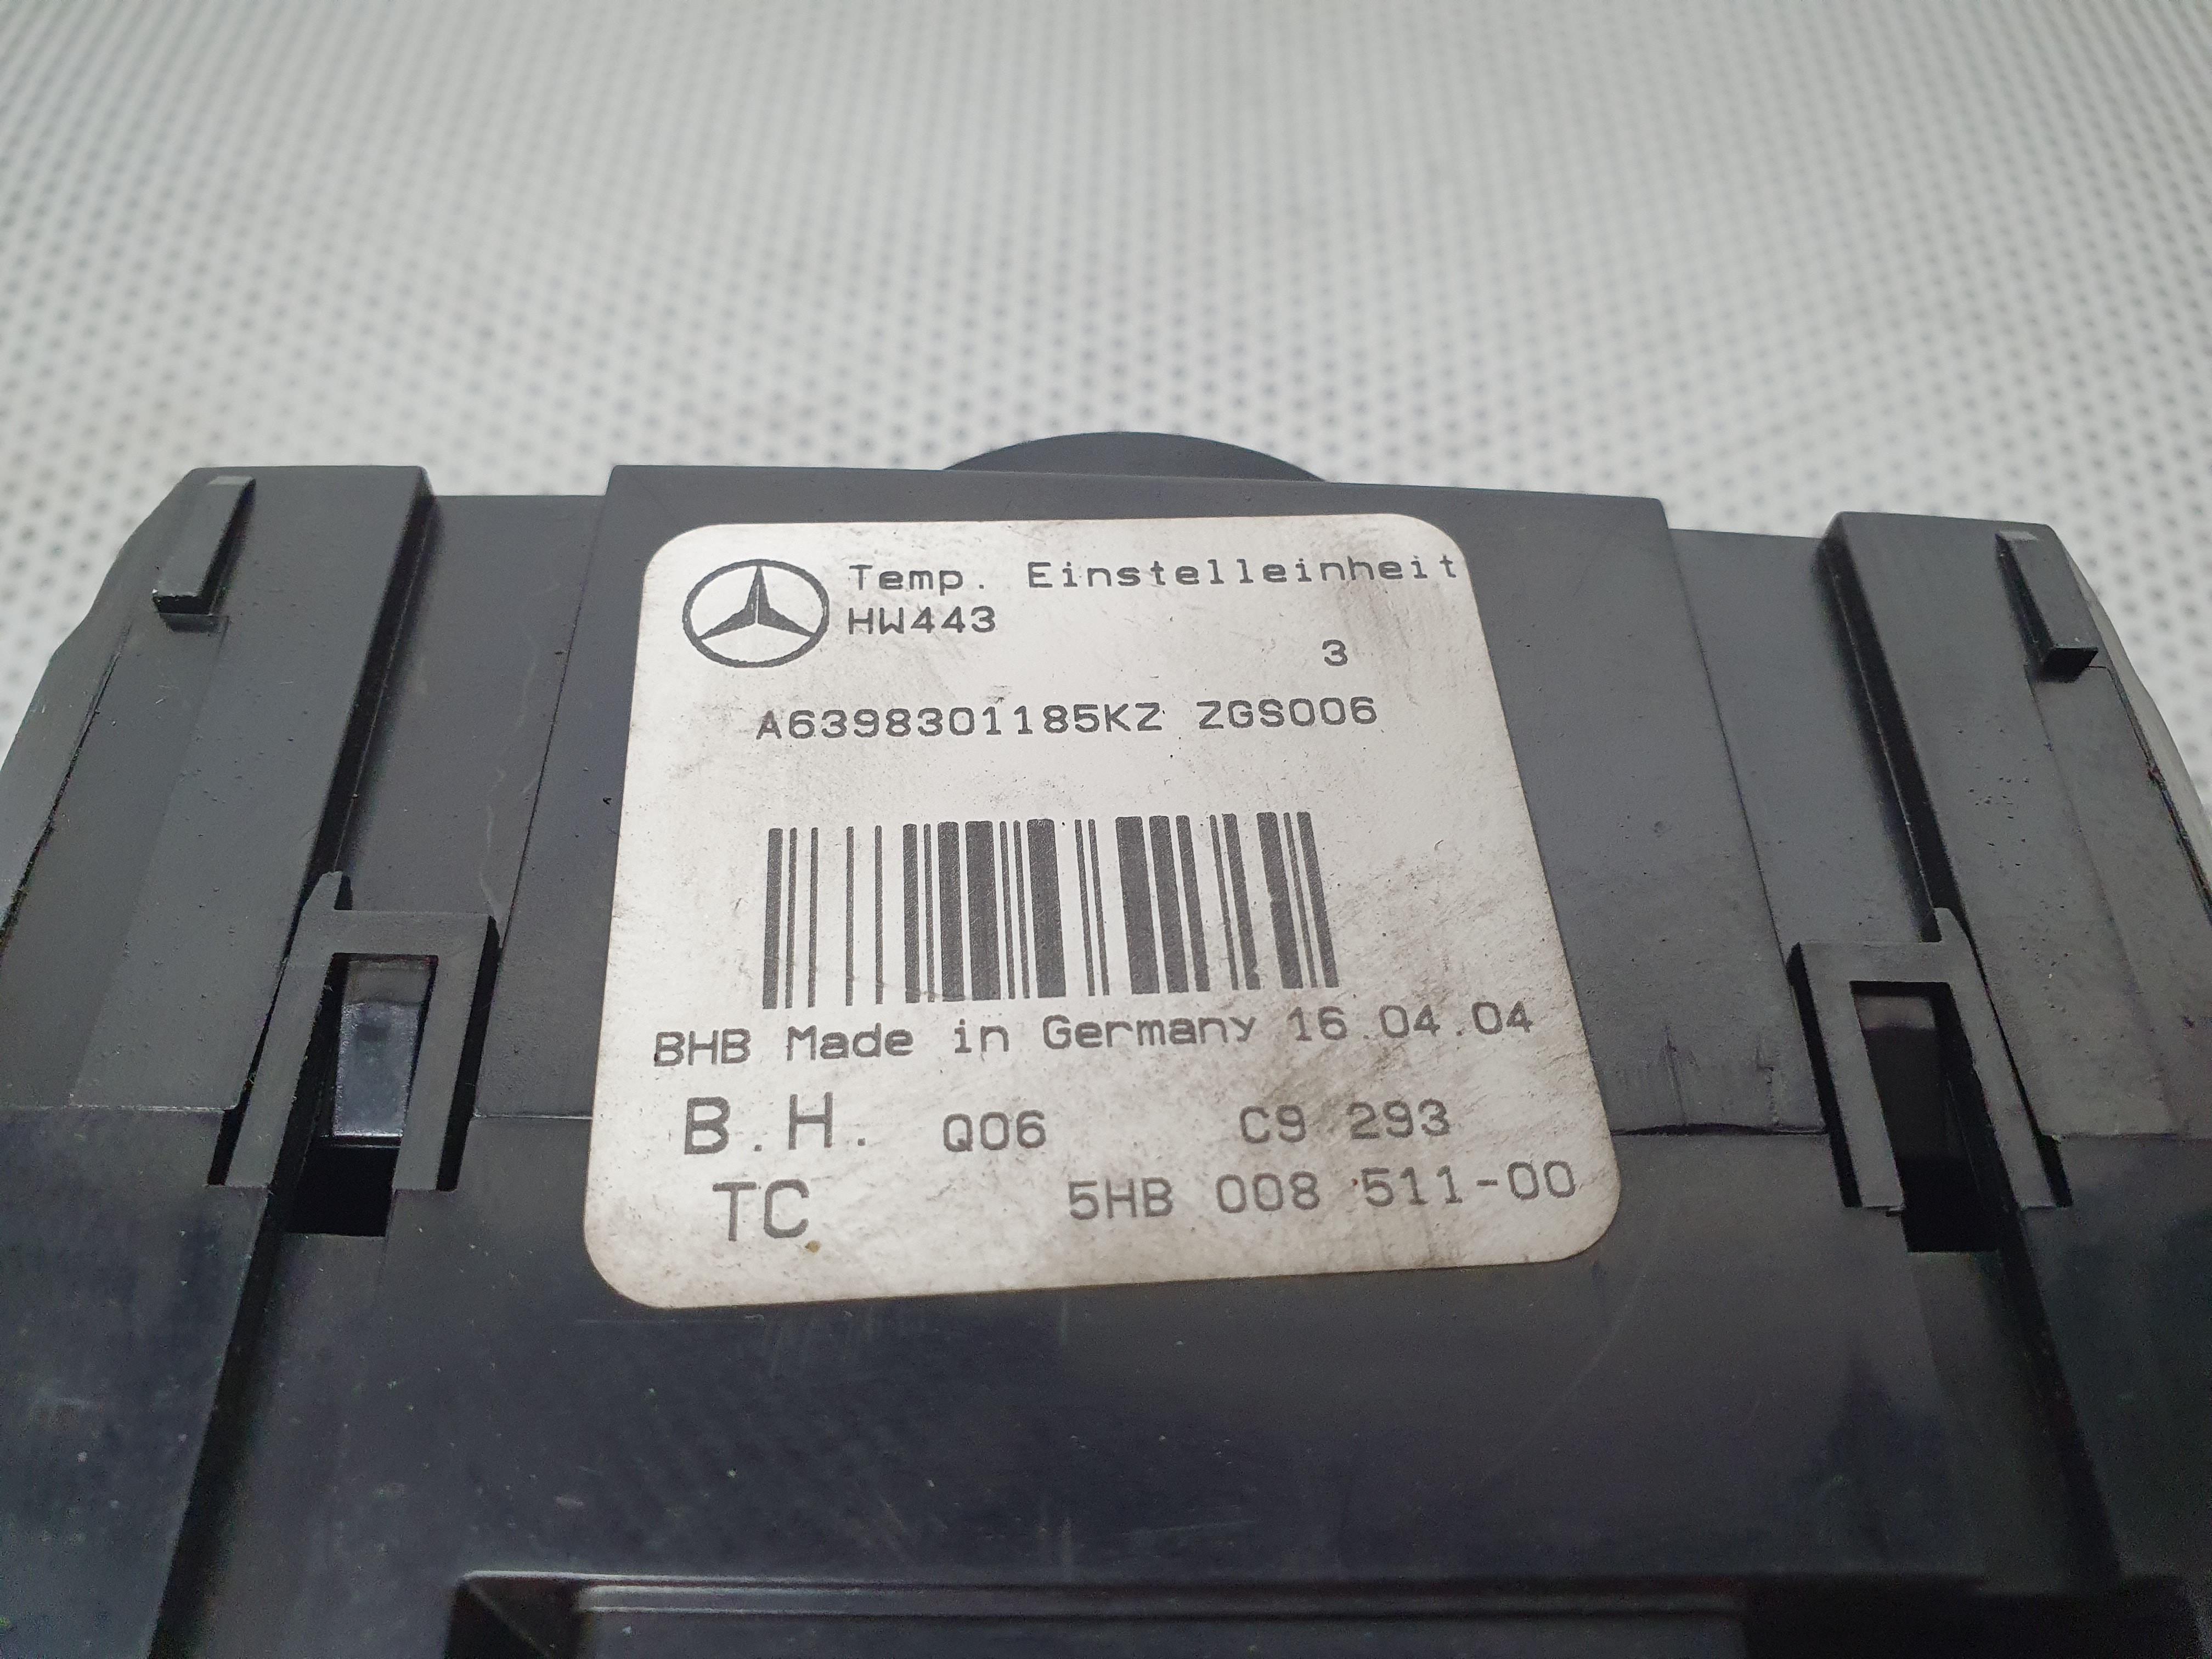 Temp. Einstelleinheit
HW443
3
A6398301185KZ ZGS006
BHB Made in Germany 16.04.04
B.H. Q06 C9 293
TC 5HB 008 511-00